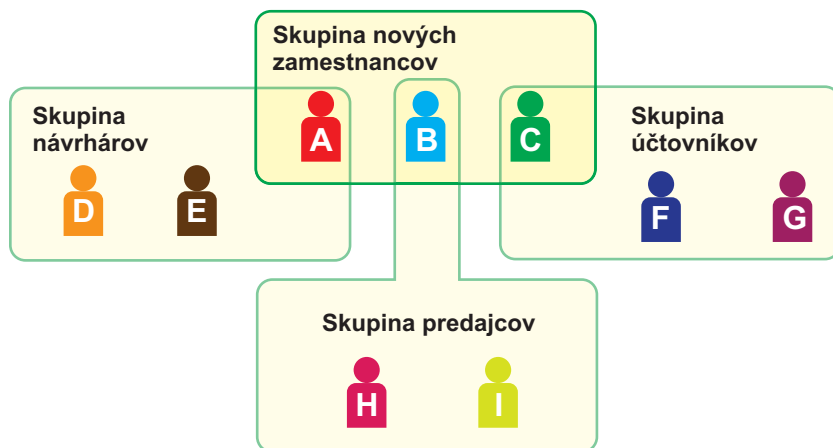 Skupina nových
zamestnancov
Skupina
návrhárov
A
B
C
Skupina
účtovníkov
D
E
F
G
Skupina predajcov
H
I